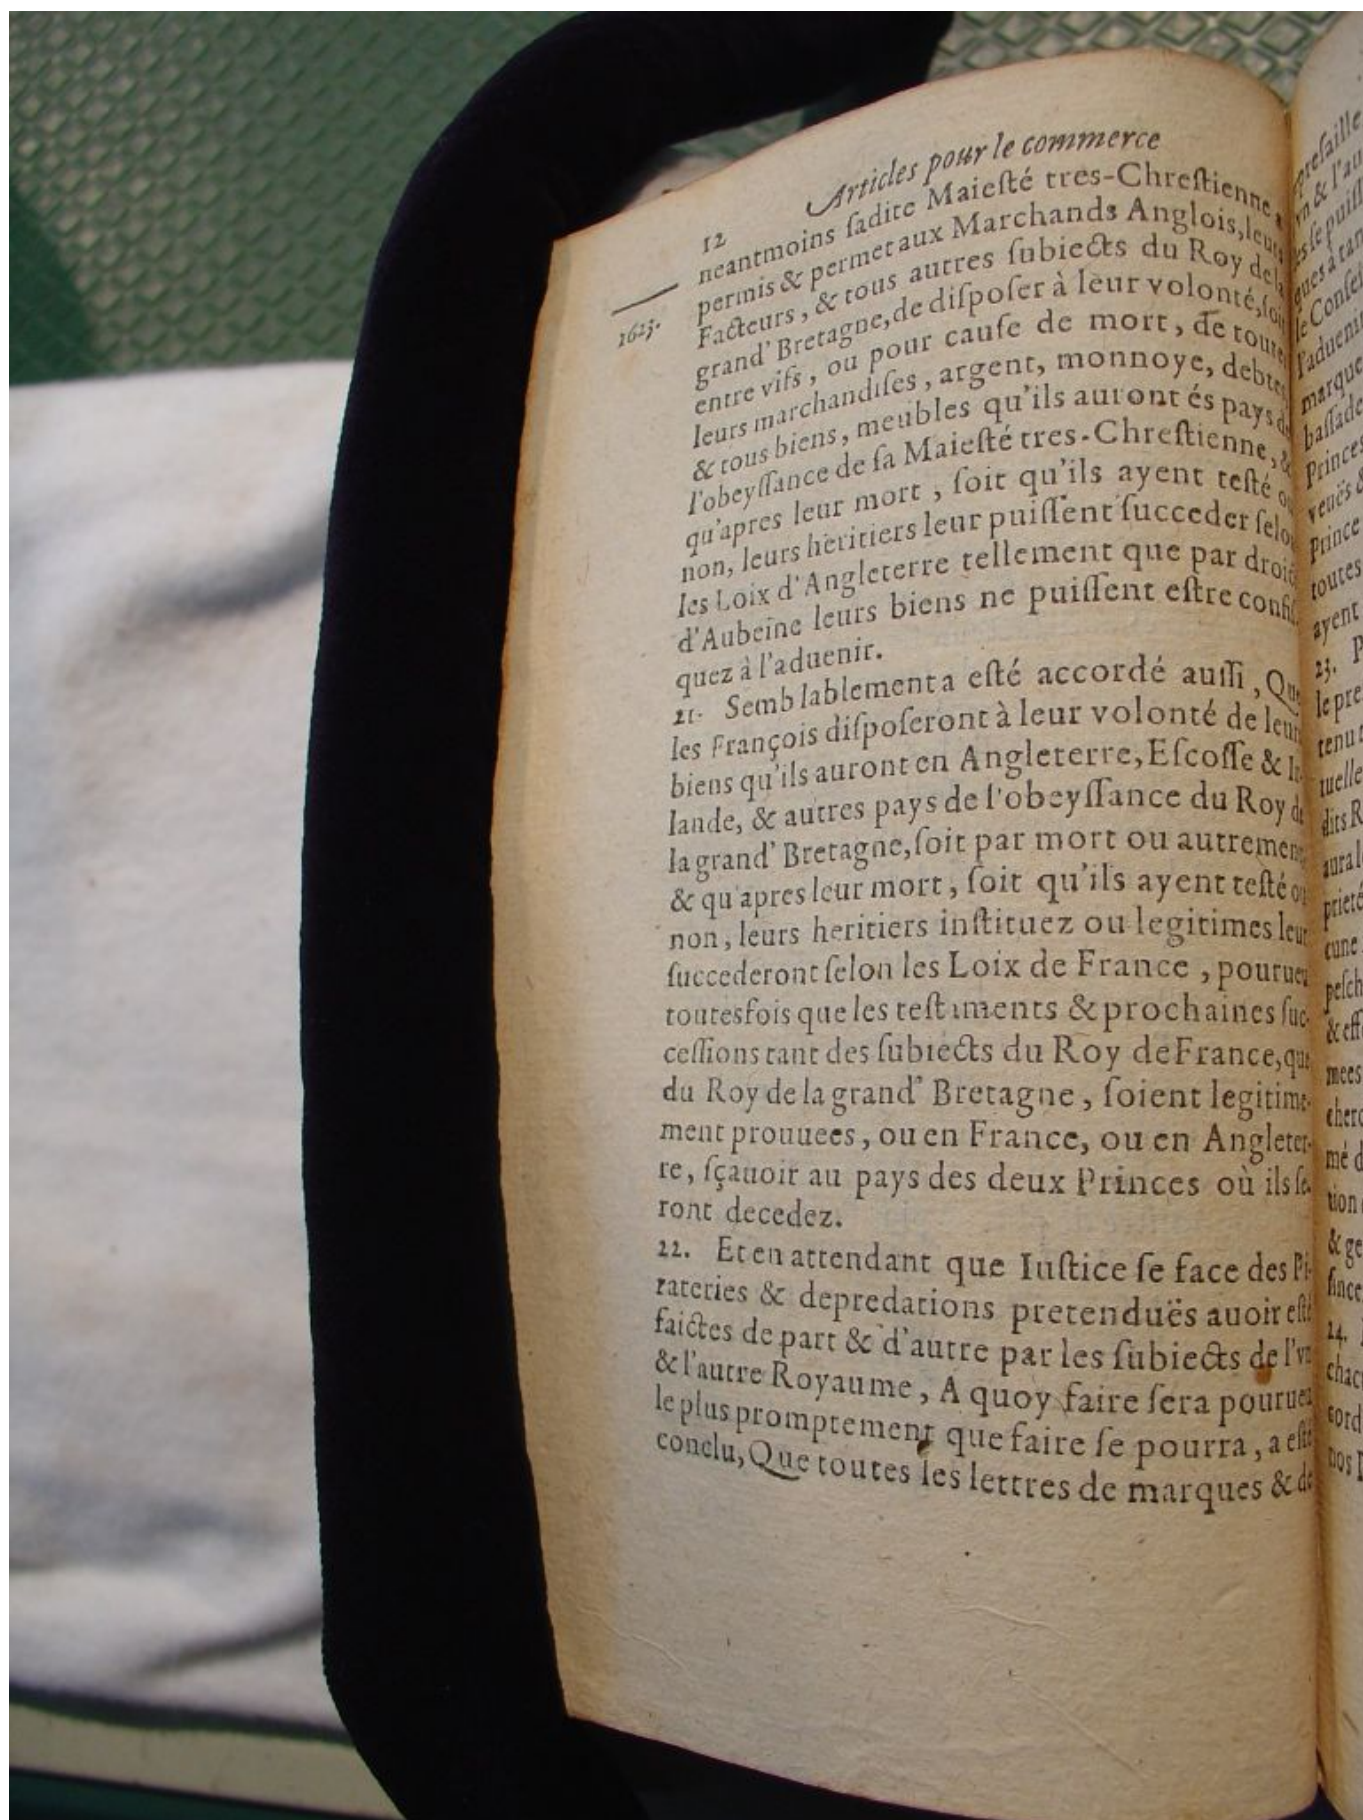 12 Articles pour le commerce
neantmoins ſadite Maieſté tres-Chreſtienne a
permis & permet aux Marchands Anglois, leurs
1623.
Facteurs, & tous autres ſubiects du Roy de la
grand' Bretagne, de diſpoſer à leur volonté, ſoit
entre vifs, ou pour cauſe de mort, de toutes
leurs marchandiſes, argent, monnoye, debtes
& tous biens, meubles qu'ils auront és pays de
l'obeyſſance de ſa Maieſté tres-Chreſtienne, &
qu'apres leur mort, ſoit qu'ils ayent teſté ou
non, leurs heritiers leur puiſſent ſucceder ſelon
les Loix d'Angleterre tellement que par droict
d'Aubeine leurs biens ne puiſſent eſtre confiſ-
quez à l'aduenir.
21. Semblablement a eſté accordé auſſi, Que
les François diſpoſeront à leur volonté de leurs
biens qu'ils auront en Angleterre, Eſcoſſe & Ir-
lande, & autres pays de l'obeyſſance du Roy de
la grand' Bretagne, ſoit par mort ou autrement
& qu'apres leur mort, ſoit qu'ils ayent teſté ou
non, leurs heritiers inſtituez ou legitimes leur
ſuccederont ſelon les Loix de France, pourueu
toutesfois que les teſtaments & prochaines ſuc-
ceſſions tant des ſubiects du Roy de France, que
du Roy de la grand' Bretagne, ſoient legitime-
ment prouuees, ou en France, ou en Angleter-
re, ſçauoir au pays des deux Princes où ils ſe-
ront decedez.
22. Et en attendant que Iuſtice ſe face des Pi-
rateries & depredations pretenduës auoir eſté
faictes de part & d'autre par les ſubiects de l'vn
& l'autre Royaume, A quoy faire ſera pourueu
le plus promptement que faire ſe pourra, a eſté
conclu, Que toutes les lettres de marques & de